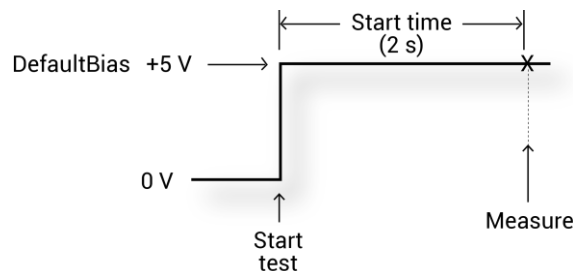 Start time
(2 s)
DefaultBias +5 V
X
0 V
Start
test
Measure